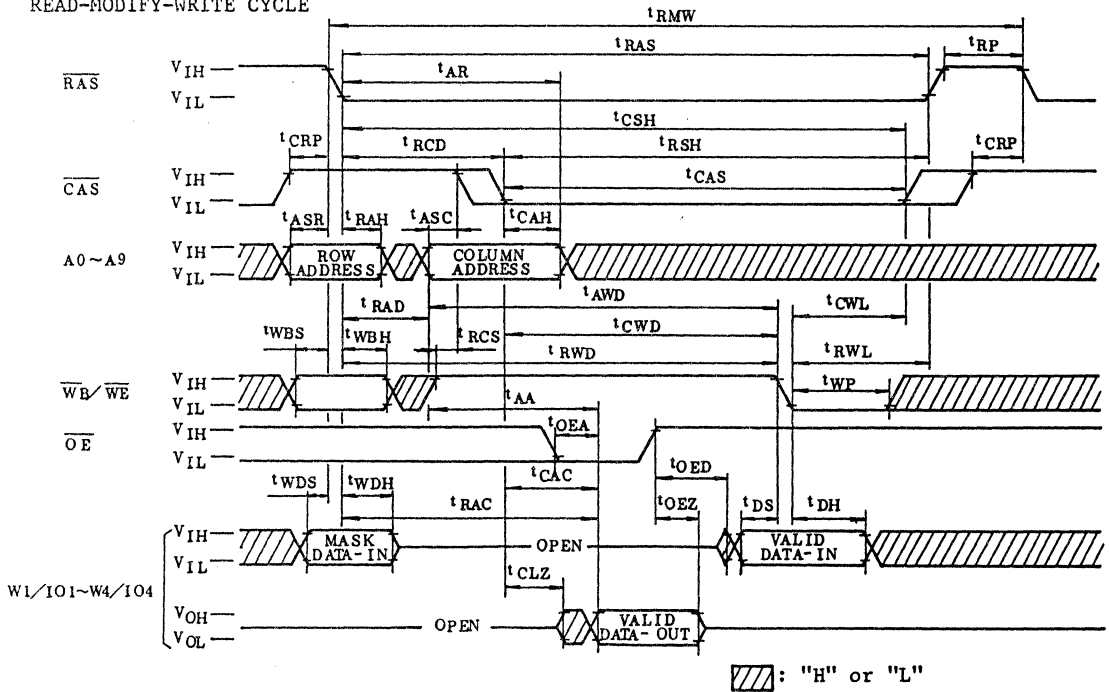 READ-MODIFY-WRITE CYCLE
tRMW
tRAS
tRP
tAR
RAS
VIH
VIL
tCSH
tCRP
tRCD
tRSH
tCRP
CAS
VIH
VIL
tCAS
tASR
tRAH
tASC
tCAH
A0~A9
VIH
VIL
ROW ADDRESS
COLUMN ADDRESS
tRAD
tAWD
tCWL
tWBS
tWBH
tRCS
tCWD
tRWD
tRWL
WB/WE
VIH
VIL
tWP
tAA
OE
VIH
VIL
tOEA
tOED
tCAC
tWDS
tWDH
tRAC
tOEZ
tDS
tDH
VIH
VIL
MASK DATA-IN
OPEN
VALID DATA-IN
W1/IO1~W4/IO4
tCLZ
VOH
VOL
OPEN
VALID DATA-OUT
: "H" or "L"